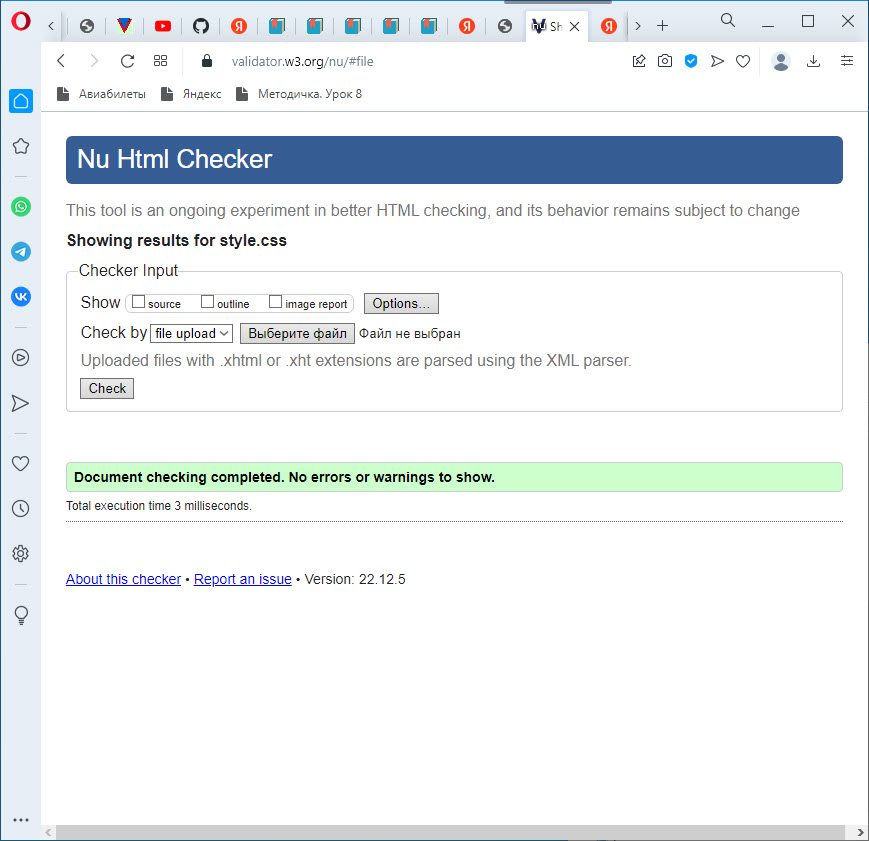 Sh
validator.w3.org/nu/#file
Авиабилеты Яндекс Методичка. Урок 8
Nu Html Checker
This tool is an ongoing experiment in better HTML checking, and its behavior remains subject to change
Showing results for style.css
Checker Input
Show source outline image report Options...
Check by file upload Выберите файл Файл не выбран
Uploaded files with .xhtml or .xht extensions are parsed using the XML parser.
Check
Document checking completed. No errors or warnings to show.
Total execution time 3 milliseconds.
About this checker • Report an issue • Version: 22.12.5